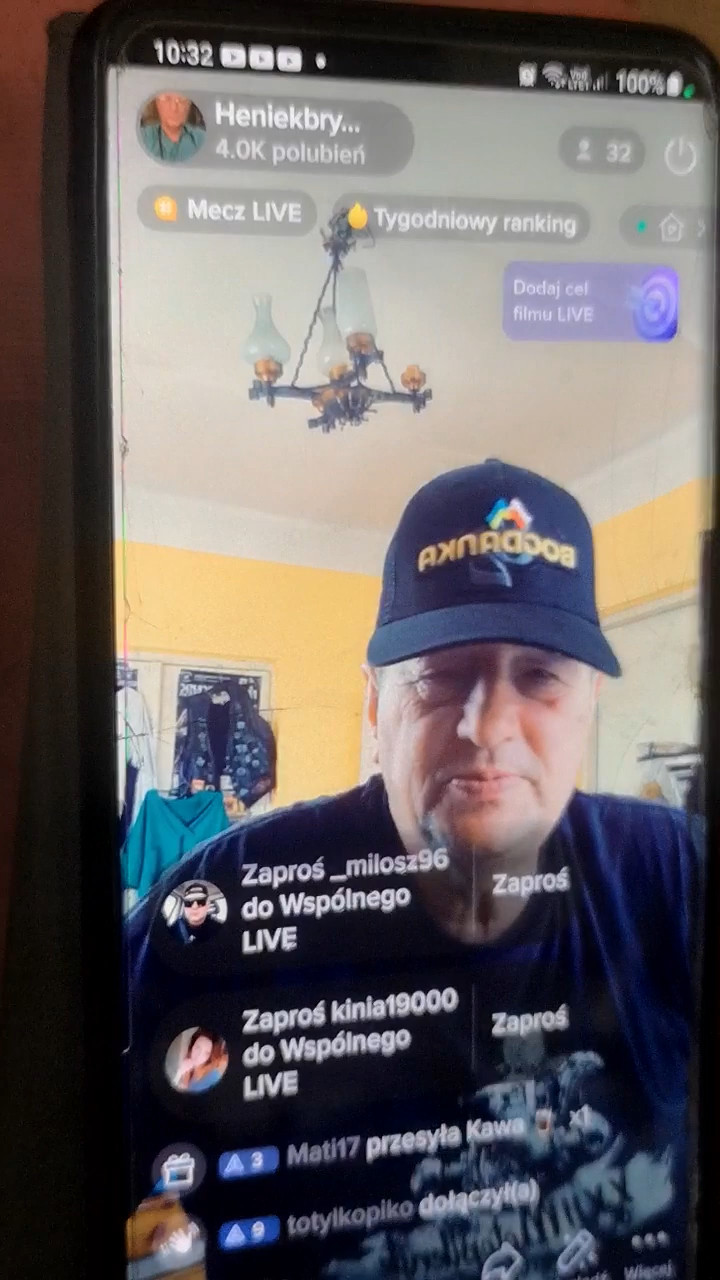 10:32
100%
Heniekbry...
4.0K polubień
32
Mecz LIVE
Tygodniowy ranking
Dodaj cel
filmu LIVE
BOGDANKA
Zaproś _milosz96
do Wspólnego
LIVE
Zaproś
Zaproś kinia19000
do Wspólnego
LIVE
Zaproś
3 Mati17 przesyła Kawa x1
9 totylkopiko dołączył(a)
Więcej